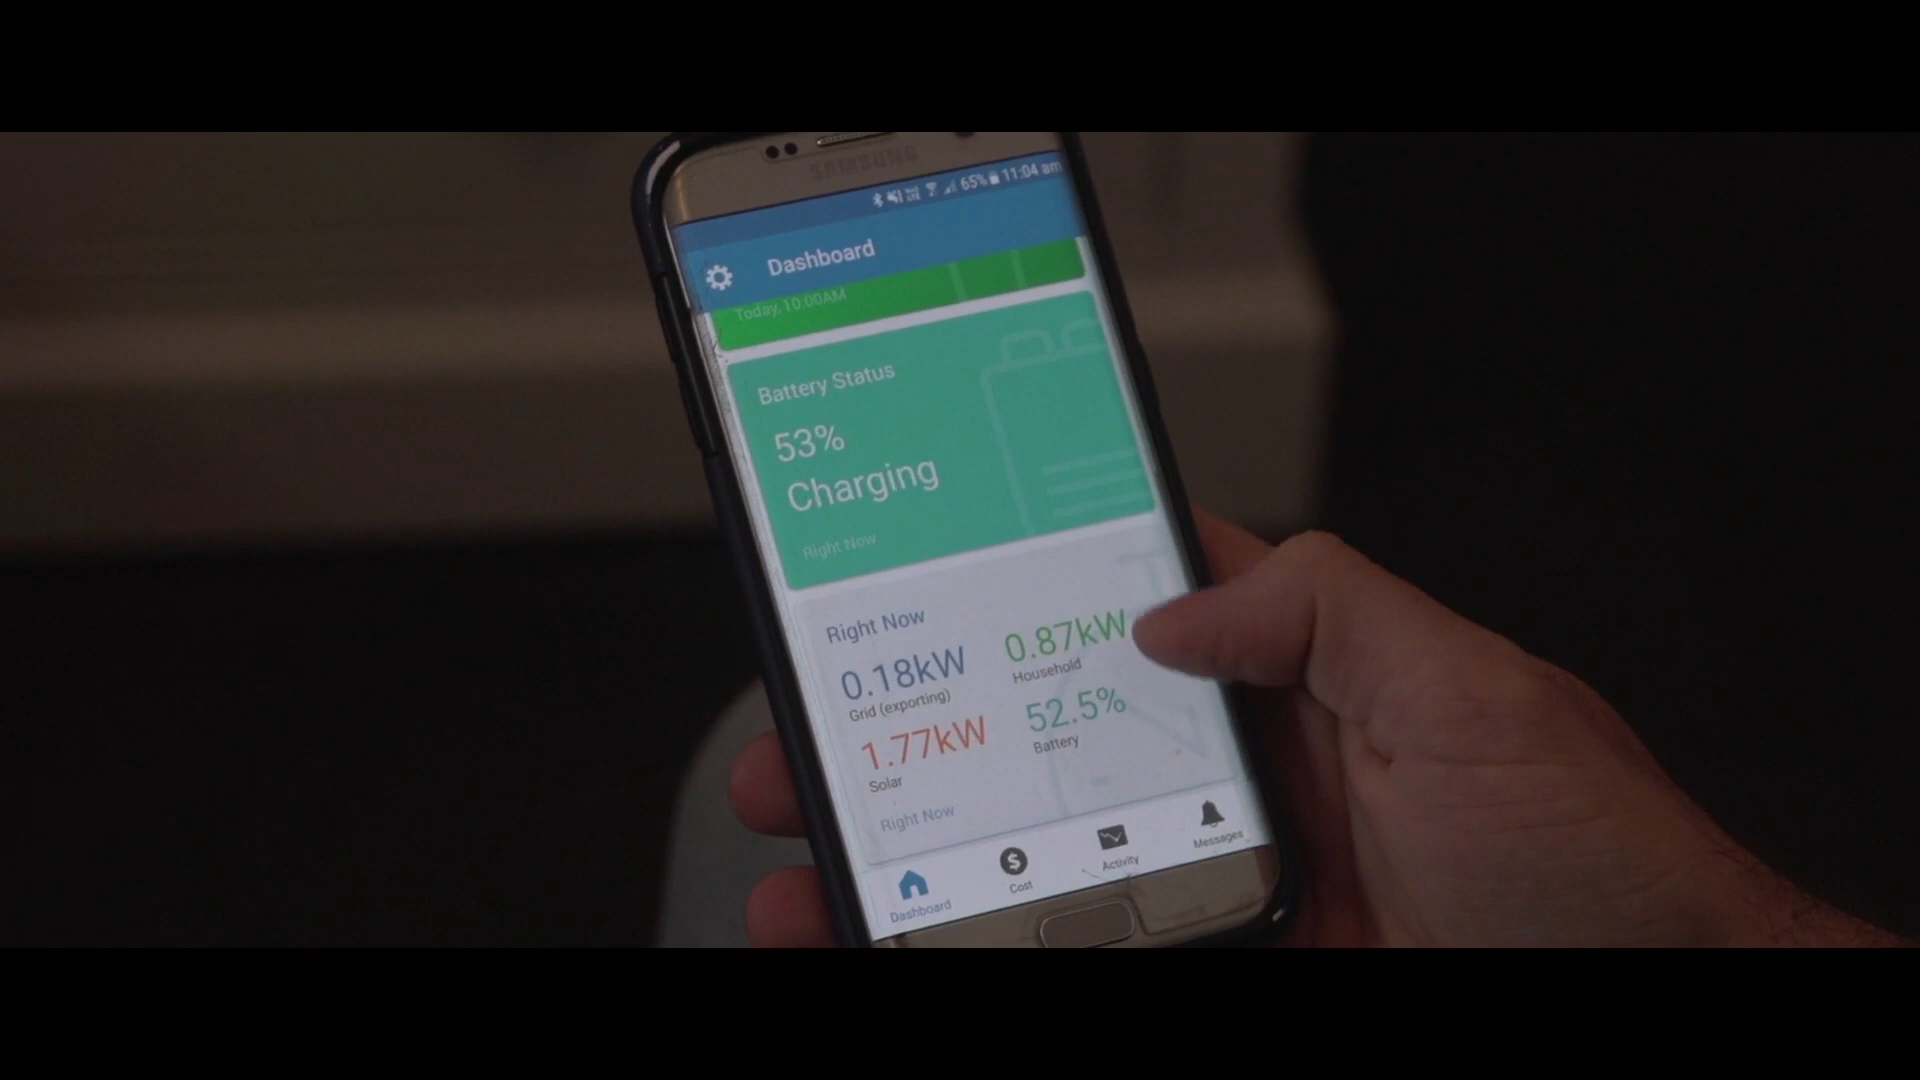 SAMSUNG
65% 11:04 am
Dashboard
Today, 10:00AM
Battery Status
53%
Charging
Right Now
Right Now
0.18kW
Grid (exporting)
0.87kW
Household
1.77kW
Solar
52.5%
Battery
Right Now
Dashboard
Cost
Activity
Messages